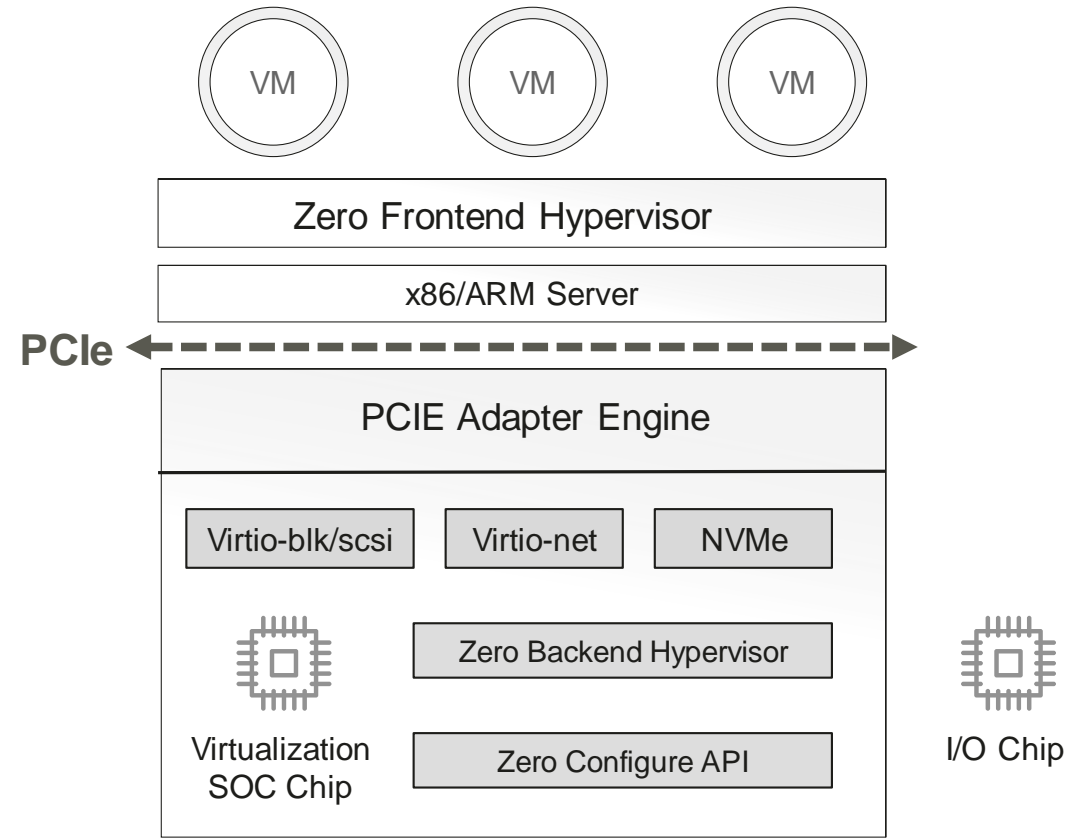 VM
VM
VM
Zero Frontend Hypervisor
x86/ARM Server
PCIe
PCIE Adapter Engine
Virtio-blk/scsi
Virtio-net
NVMe
Zero Backend Hypervisor
Virtualization
SOC Chip
Zero Configure API
I/O Chip